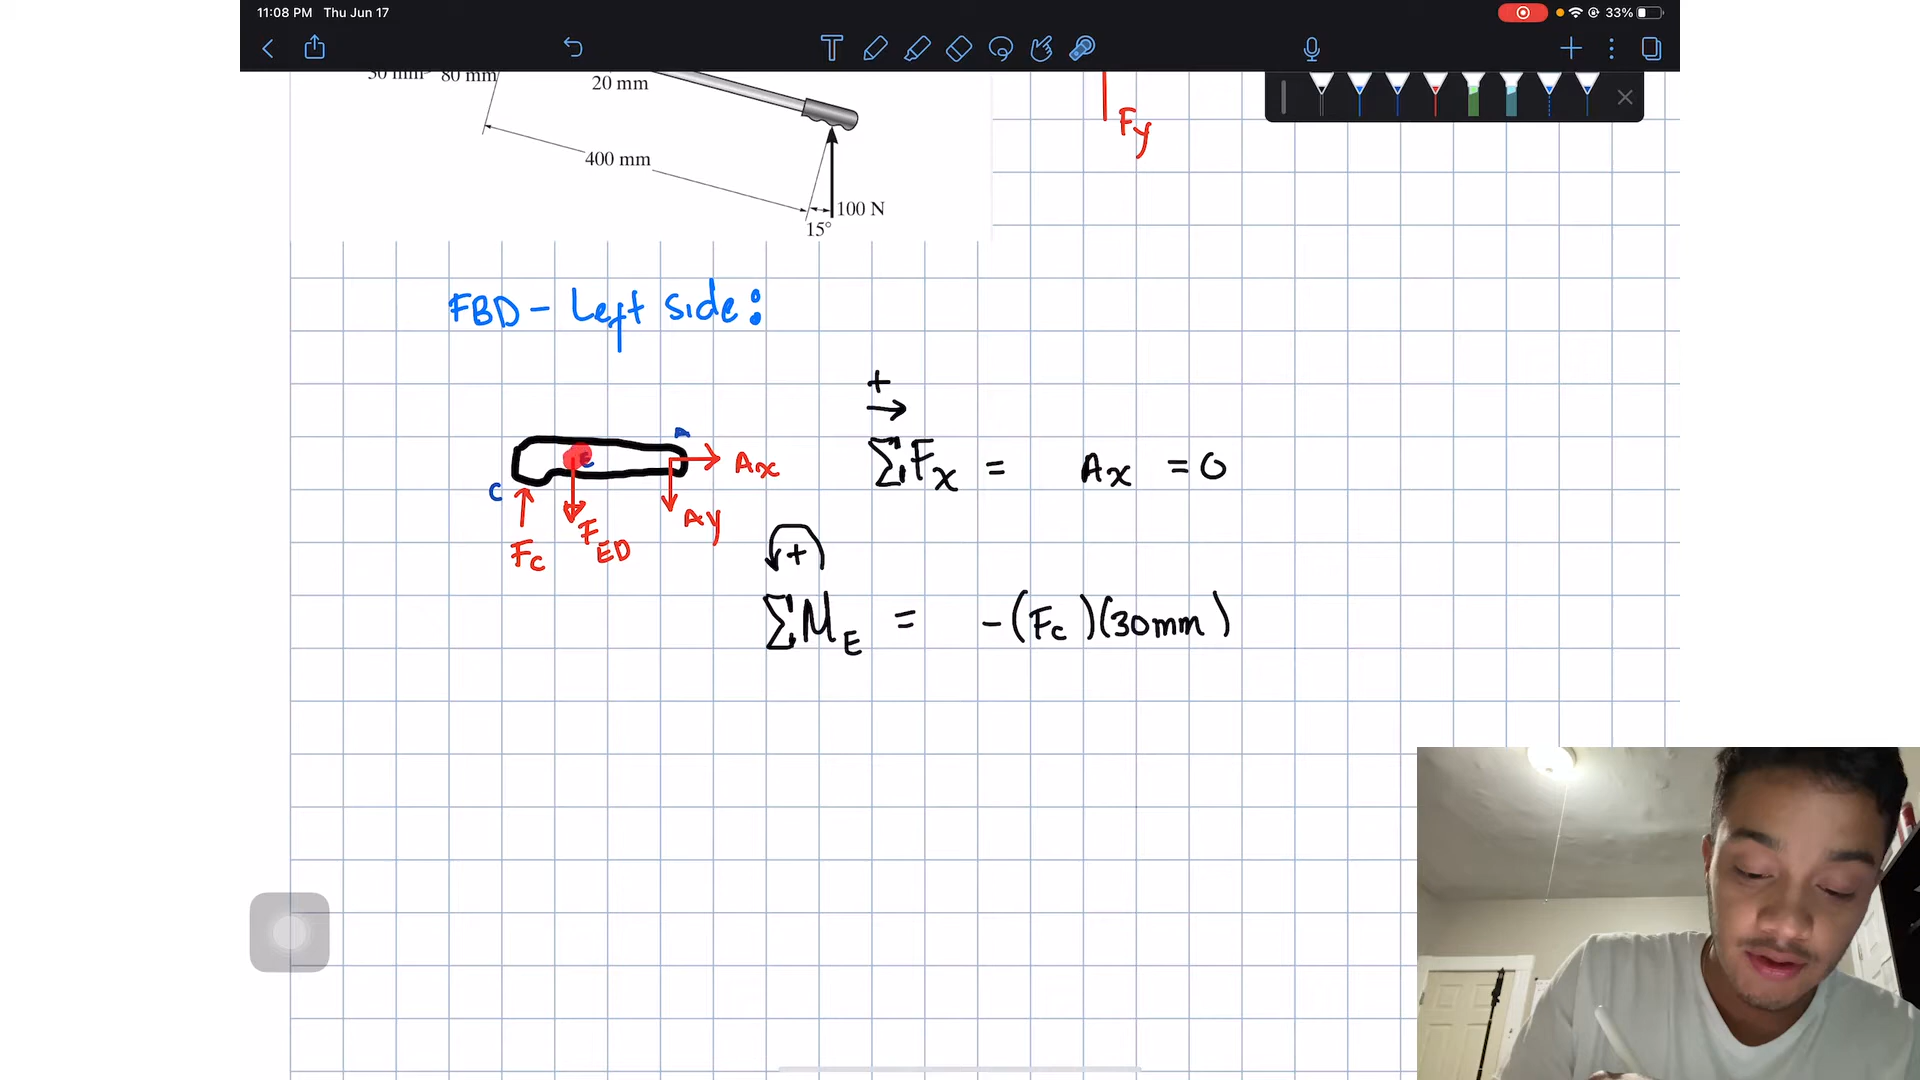 11:08 PM Thu Jun 17
33%
30 mm 80 mm
20 mm
400 mm
100 N
15°
Fy
FBD - Left side:
+
→
ΣFx = Ax = 0
A
E
C
Ax
Ay
FED
Fc
+
ΣME = -(Fc)(30mm)